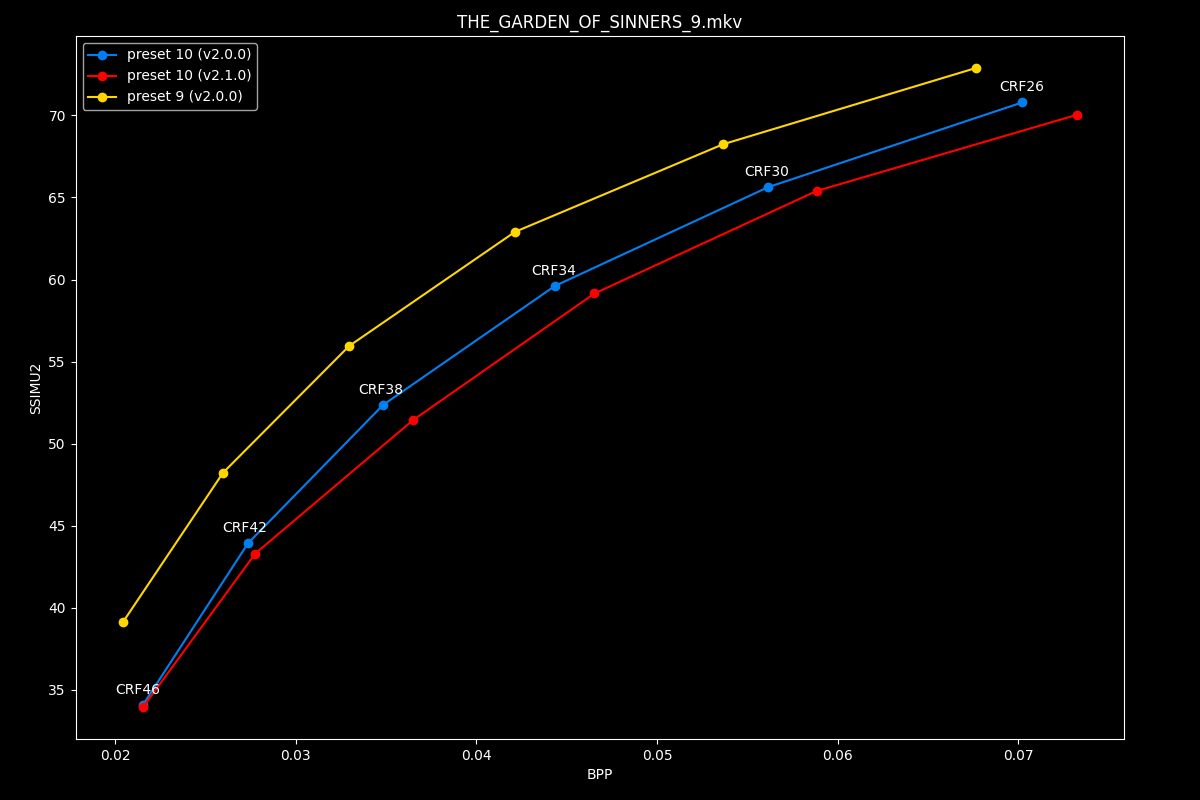 THE_GARDEN_OF_SINNERS_9.mkv
preset 10 (v2.0.0)
preset 10 (v2.1.0)
preset 9 (v2.0.0)
CRF26
CRF30
CRF34
CRF38
CRF42
CRF46
70
65
60
55
50
45
40
35
SSIMU2
0.02 0.03 0.04 0.05 0.06 0.07
BPP